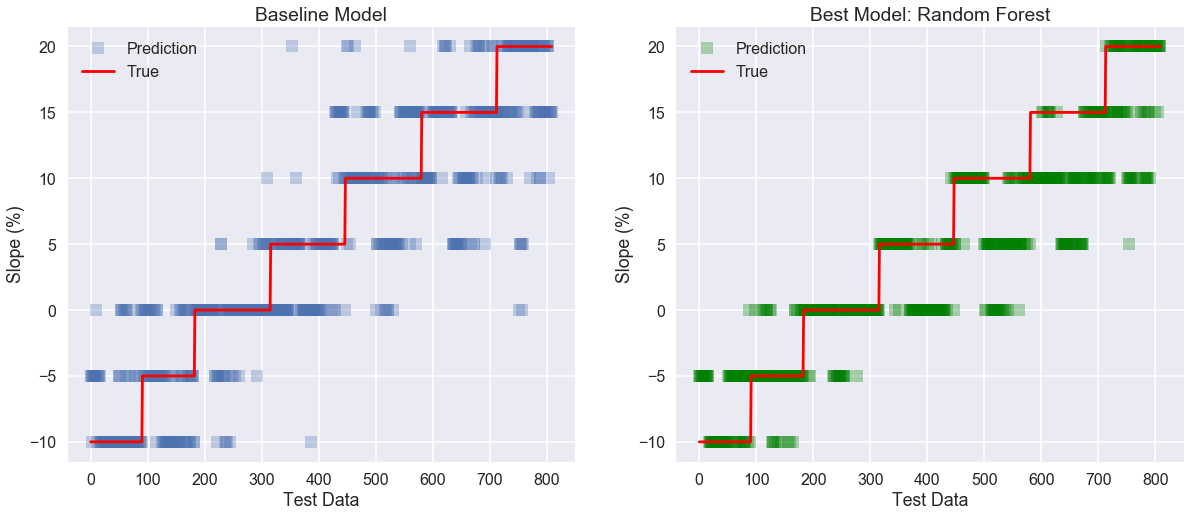 Baseline Model
Slope (%)
20
15
10
5
0
−5
−10
Prediction
True
0 100 200 300 400 500 600 700 800
Test Data
Best Model: Random Forest
Slope (%)
20
15
10
5
0
−5
−10
Prediction
True
0 100 200 300 400 500 600 700 800
Test Data